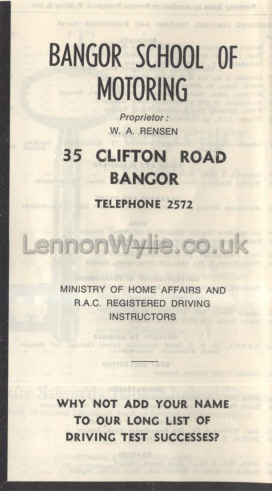 BANGOR SCHOOL OF
MOTORING
Proprietor:
W. A. RENSEN
35 CLIFTON ROAD
BANGOR
TELEPHONE 2572
LennonWylie.co.uk
MINISTRY OF HOME AFFAIRS AND
R.A.C. REGISTERED DRIVING
INSTRUCTORS
WHY NOT ADD YOUR NAME
TO OUR LONG LIST OF
DRIVING TEST SUCCESSES?